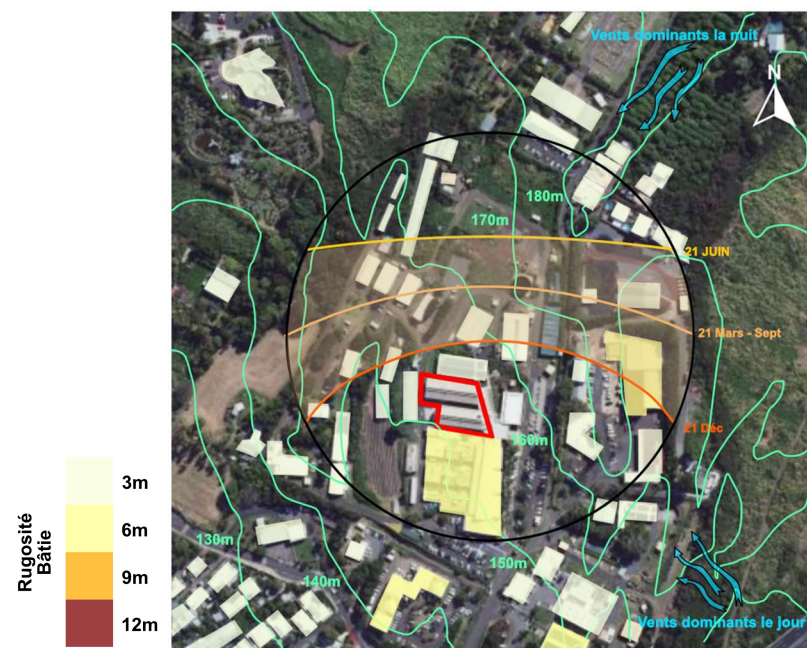 Vents dominants la nuit
N
180m
170m
21 JUIN
21 Mars - Sept
21 Déc
160m
150m
130m
140m
Vents dominants le jour
Rugosité
Bâtie
3m
6m
9m
12m